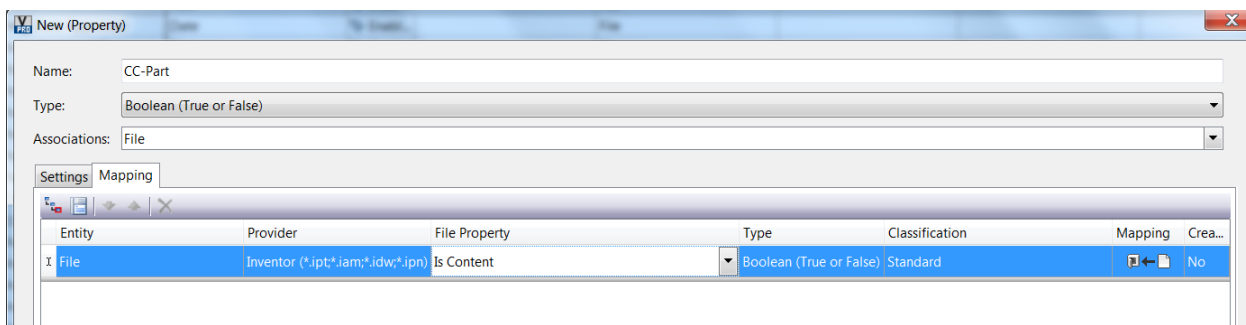 V PRO New (Property)
Name: CC-Part
Type: Boolean (True or False)
Associations: File
Settings Mapping
Entity Provider File Property Type Classification Mapping Crea...
File Inventor (*.ipt;*.iam;*.idw;*.ipn) Is Content Boolean (True or False) Standard No